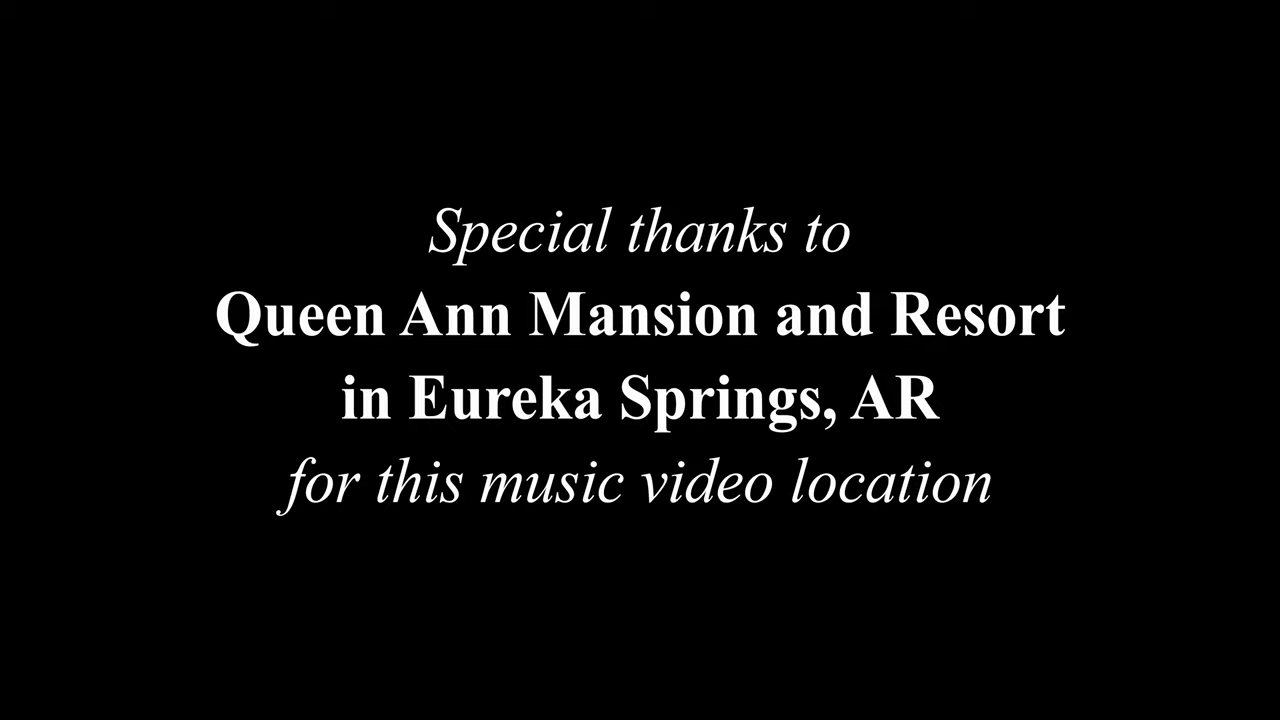 Special thanks to
Queen Ann Mansion and Resort
in Eureka Springs, AR
for this music video location